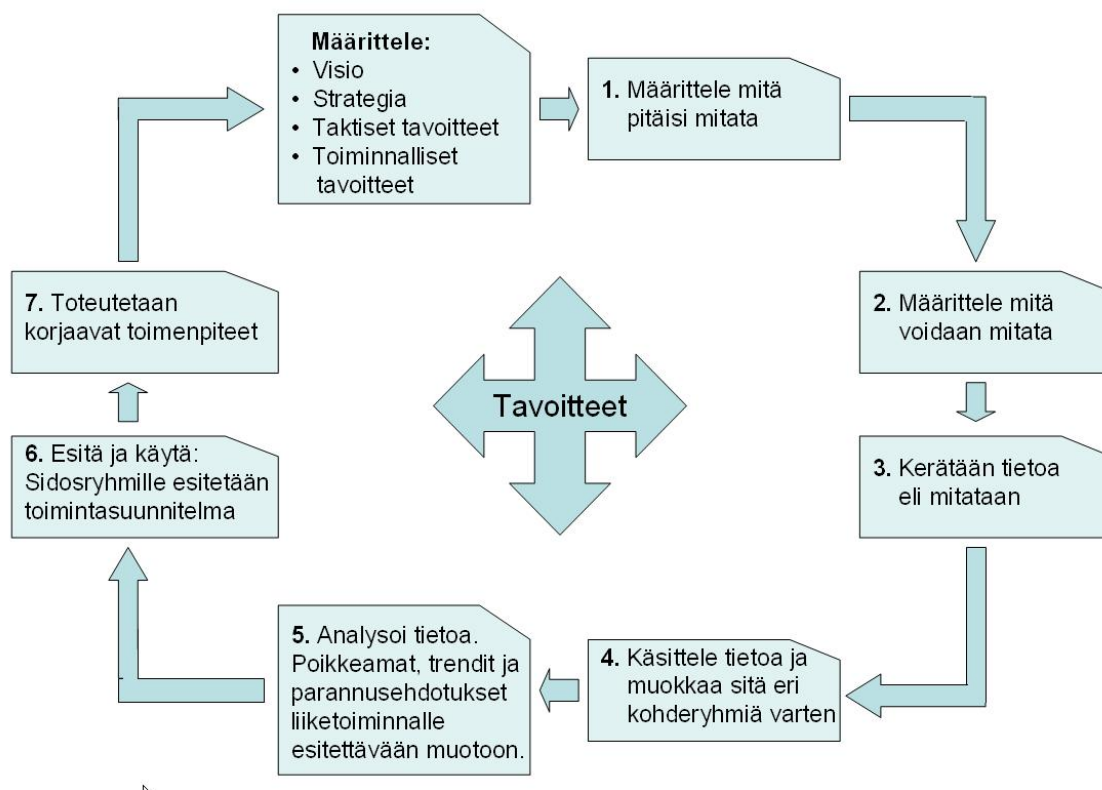 Määrittele:
• Visio
• Strategia
• Taktiset tavoitteet
• Toiminnalliset
tavoitteet
1. Määrittele mitä
pitäisi mitata
2. Määrittele mitä
voidaan mitata
3. Kerätään tietoa
eli mitataan
4. Käsittele tietoa ja
muokkaa sitä eri
kohderyhmiä varten
5. Analysoi tietoa.
Poikkeamat, trendit ja
parannusehdotukset
liiketoiminnalle
esitettävään muotoon.
6. Esitä ja käytä:
Sidosryhmille esitetään
toimintasuunnitelma
7. Toteutetaan
korjaavat toimenpiteet
Tavoitteet